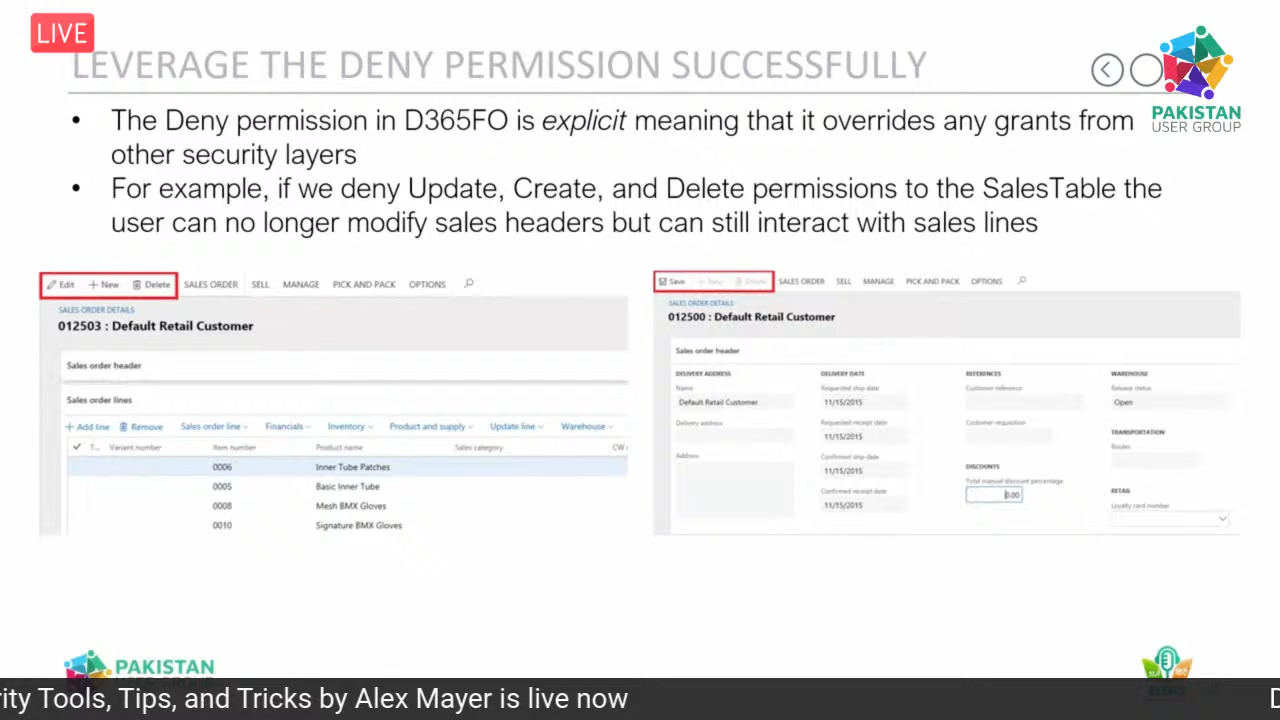 LIVE
LEVERAGE THE DENY PERMISSION SUCCESSFULLY
PAKISTAN
USER GROUP
• The Deny permission in D365FO is explicit meaning that it overrides any grants from
other security layers
• For example, if we deny Update, Create, and Delete permissions to the SalesTable the
user can no longer modify sales headers but can still interact with sales lines
Edit + New Delete SALES ORDER SELL MANAGE PICK AND PACK OPTIONS
SALES ORDER DETAILS
012503 : Default Retail Customer
Sales order header
Sales order lines
+ Add line Remove Sales order line Financials Inventory Product and supply Update line Warehouse
T... Variant number Item number Product name Sales category CW
0006 Inner Tube Patches
0005 Basic Inner Tube
0008 Mesh BMX Gloves
0010 Signature BMX Gloves
Save + New Delete SALES ORDER SELL MANAGE PICK AND PACK OPTIONS
SALES ORDER DETAILS
012500 : Default Retail Customer
Sales order header
DELIVERY ADDRESS DELIVERY DATE REFERENCES WAREHOUSE
Name Requested ship date Customer reference Release status
Default Retail Customer 11/15/2015 Open
Delivery address Requested receipt date Customer requisition
11/15/2015 TRANSPORTATION
Routes
Address Confirmed ship date
11/15/2015 DISCOUNTS
Total manual discount percentage
Confirmed receipt date 0.00 RETAIL
11/15/2015 Loyalty card number
PAKISTAN
rity Tools, Tips, and Tricks by Alex Mayer is live now D